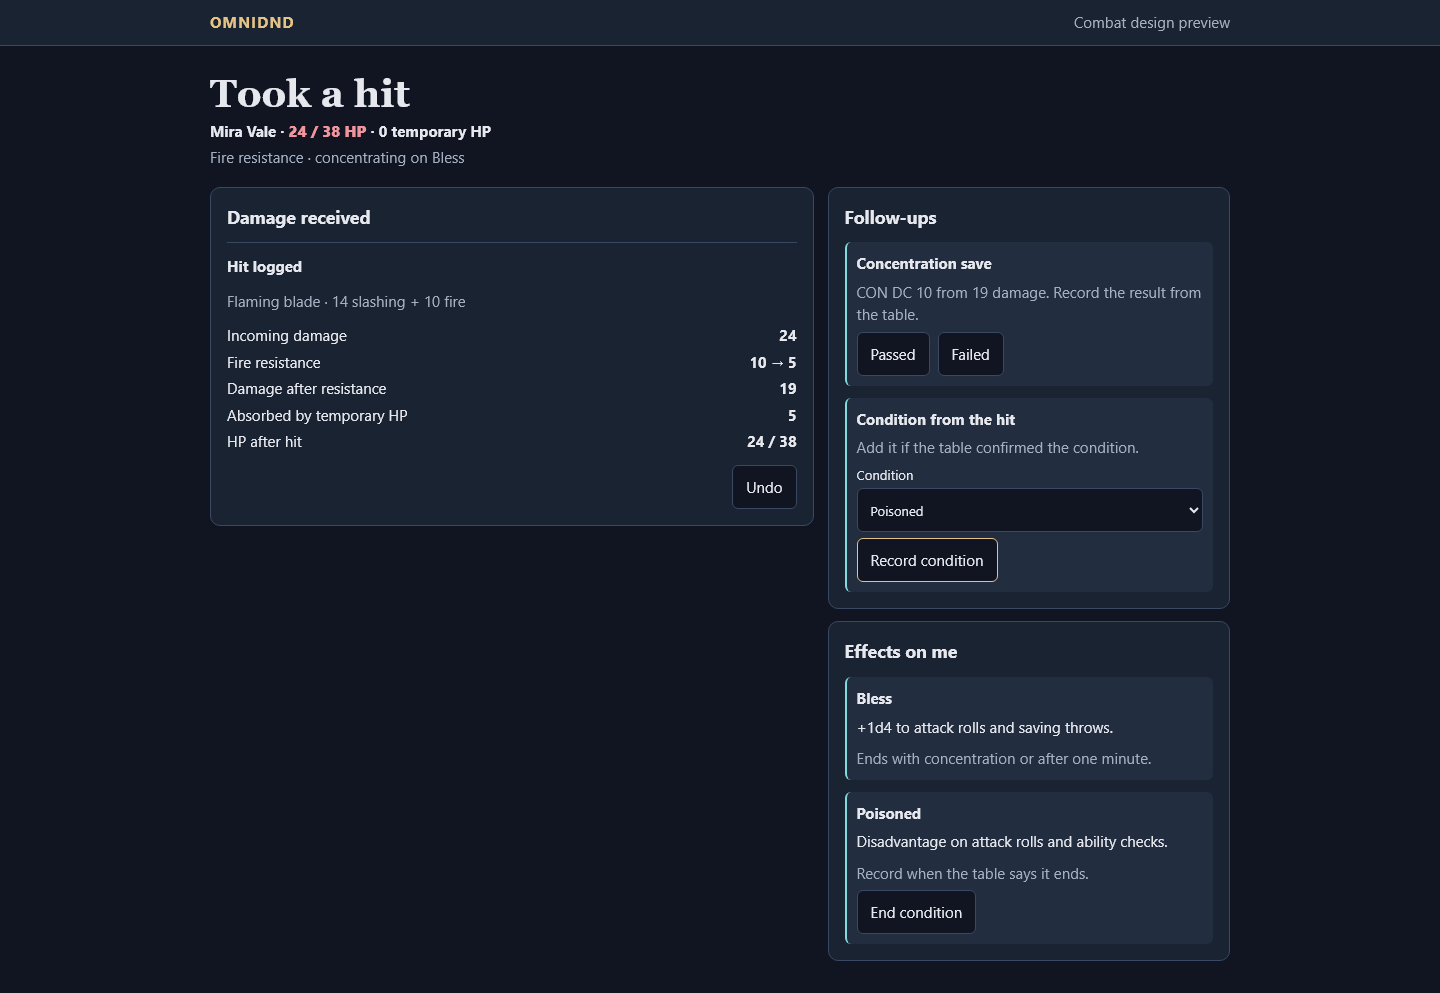 OMNIDND
Combat design preview
Took a hit
Mira Vale · 24 / 38 HP · 0 temporary HP
Fire resistance · concentrating on Bless
Damage received
Hit logged
Flaming blade · 14 slashing + 10 fire
Incoming damage 24
Fire resistance 10 → 5
Damage after resistance 19
Absorbed by temporary HP 5
HP after hit 24 / 38
Undo
Follow-ups
Concentration save
CON DC 10 from 19 damage. Record the result from
the table.
Passed Failed
Condition from the hit
Add it if the table confirmed the condition.
Condition
Poisoned
Record condition
Effects on me
Bless
+1d4 to attack rolls and saving throws.
Ends with concentration or after one minute.
Poisoned
Disadvantage on attack rolls and ability checks.
Record when the table says it ends.
End condition